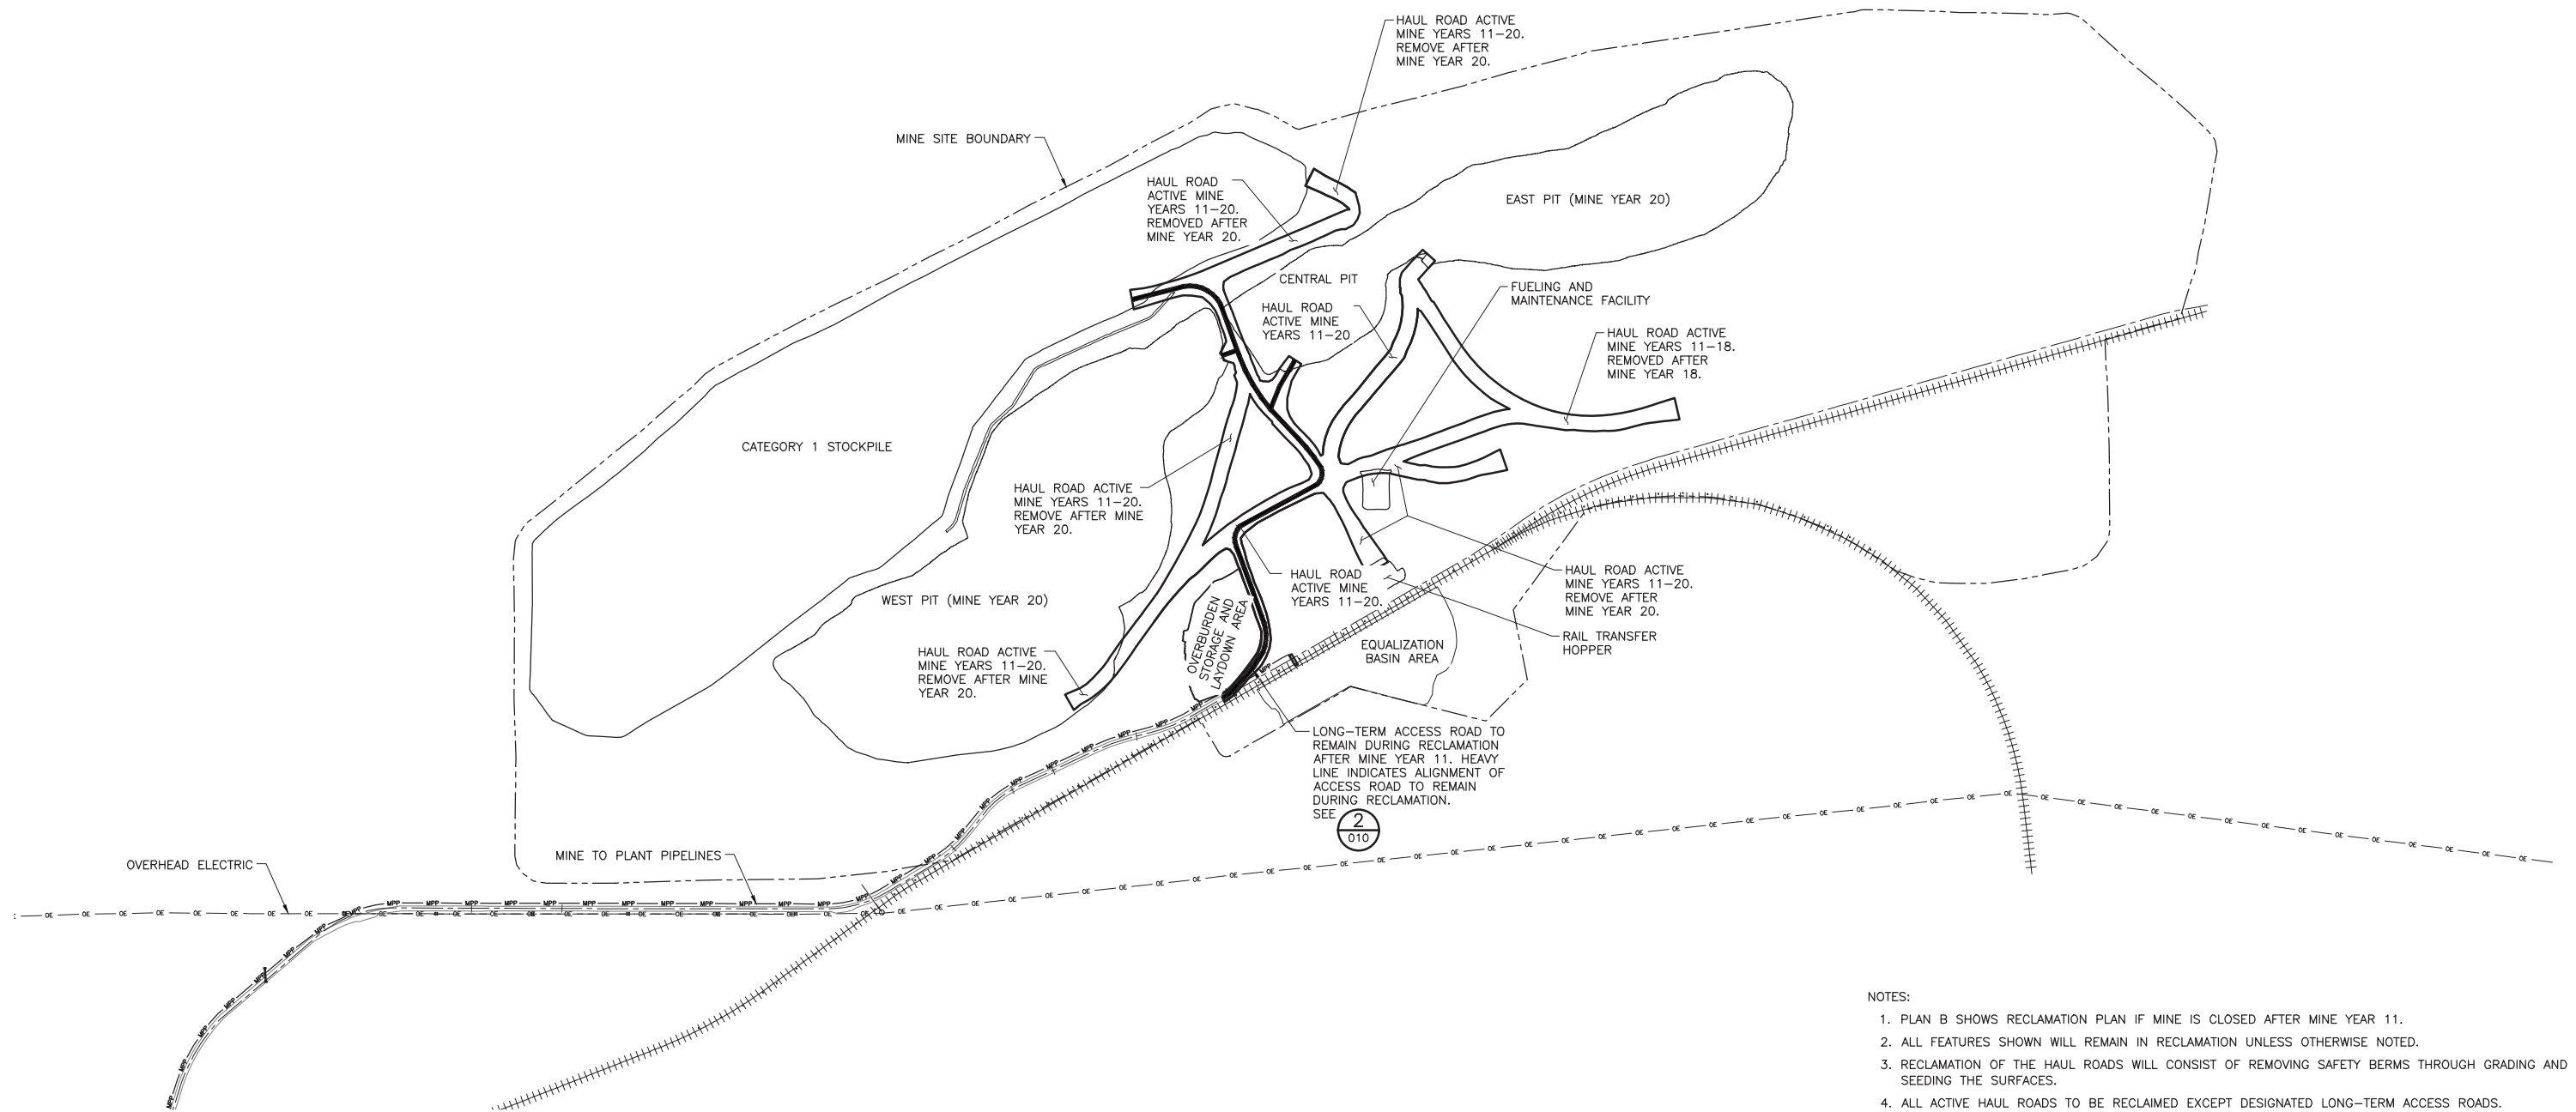 HAUL ROAD ACTIVE
MINE YEARS 11-20.
REMOVE AFTER
MINE YEAR 20.
MINE SITE BOUNDARY
HAUL ROAD
ACTIVE MINE
YEARS 11-20.
REMOVED AFTER
MINE YEAR 20.
EAST PIT (MINE YEAR 20)
CENTRAL PIT
FUELING AND
MAINTENANCE FACILITY
HAUL ROAD
ACTIVE MINE
YEARS 11-20
HAUL ROAD ACTIVE
MINE YEARS 11-18.
REMOVED AFTER
MINE YEAR 18.
CATEGORY 1 STOCKPILE
HAUL ROAD ACTIVE
MINE YEARS 11-20.
REMOVE AFTER MINE
YEAR 20.
HAUL ROAD
ACTIVE MINE
YEARS 11-20.
HAUL ROAD ACTIVE
MINE YEARS 11-20.
REMOVE AFTER
MINE YEAR 20.
WEST PIT (MINE YEAR 20)
OVERBURDEN
STORAGE AND
LAYDOWN AREA
RAIL TRANSFER
HOPPER
EQUALIZATION
BASIN AREA
HAUL ROAD ACTIVE
MINE YEARS 11-20.
REMOVE AFTER MINE
YEAR 20.
MPP
LONG-TERM ACCESS ROAD TO
REMAIN DURING RECLAMATION
AFTER MINE YEAR 11. HEAVY
LINE INDICATES ALIGNMENT OF
ACCESS ROAD TO REMAIN
DURING RECLAMATION.
SEE
2
010
MINE TO PLANT PIPELINES
OVERHEAD ELECTRIC
OE
NOTES:
1. PLAN B SHOWS RECLAMATION PLAN IF MINE IS CLOSED AFTER MINE YEAR 11.
2. ALL FEATURES SHOWN WILL REMAIN IN RECLAMATION UNLESS OTHERWISE NOTED.
3. RECLAMATION OF THE HAUL ROADS WILL CONSIST OF REMOVING SAFETY BERMS THROUGH GRADING AND
SEEDING THE SURFACES.
4. ALL ACTIVE HAUL ROADS TO BE RECLAIMED EXCEPT DESIGNATED LONG-TERM ACCESS ROADS.